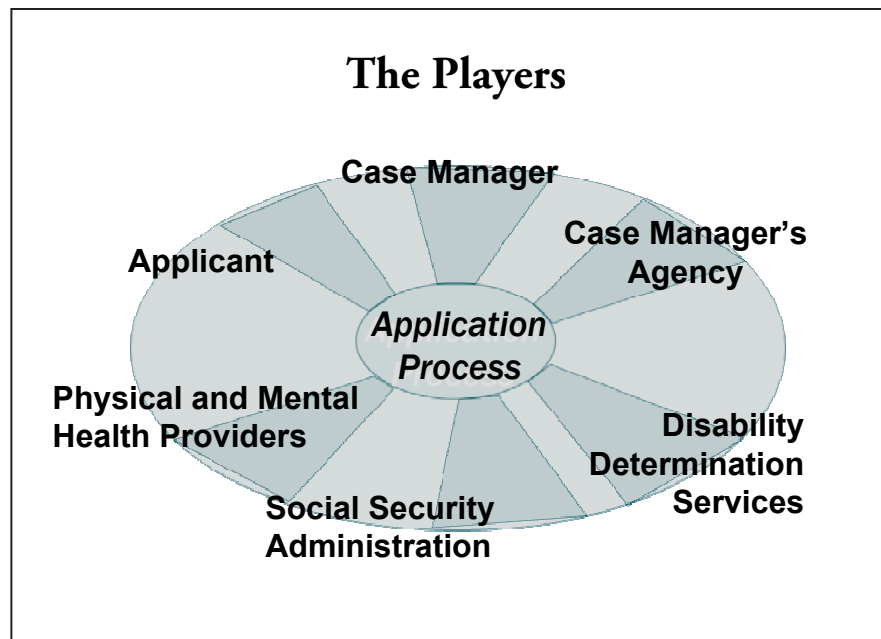 The Players
Case Manager
Case Manager’s
Agency
Applicant
Application
Process
Physical and Mental
Health Providers
Disability
Determination
Services
Social Security
Administration